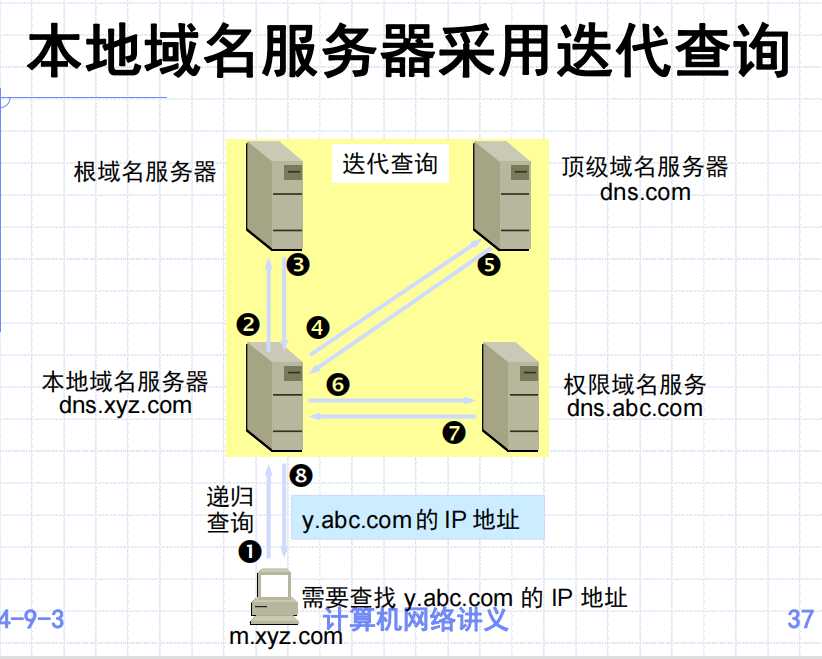 本地域名服务器采用迭代查询
根域名服务器
迭代查询
顶级域名服务器
dns.com
❸
❺
❷
❹
本地域名服务器
dns.xyz.com
❻
权限域名服务
dns.abc.com
❼
❽
递归
查询
y.abc.com的 IP 地址
❶
需要查找 y.abc.com 的 IP 地址
4-9-3
计算机网络讲义
37
m.xyz.com